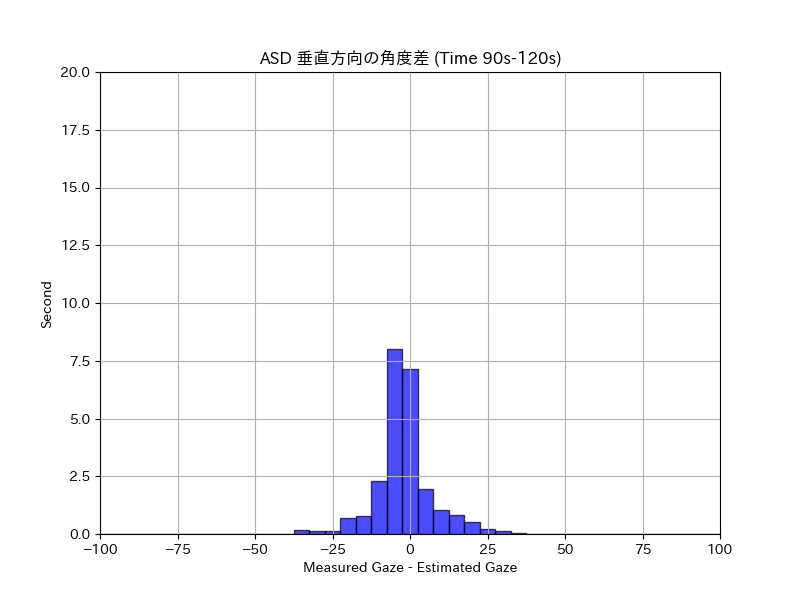 ASD 垂直方向の角度差 (Time 90s-120s)
20.0
17.5
15.0
12.5
10.0
7.5
5.0
2.5
0.0
Second
−100 −75 −50 −25 0 25 50 75 100
Measured Gaze - Estimated Gaze